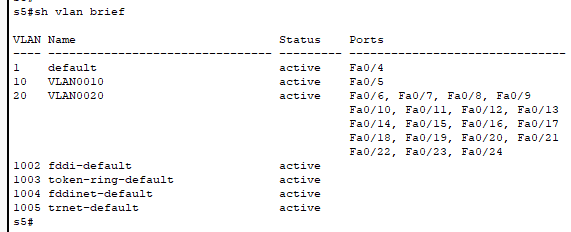 s5#sh vlan brief
VLAN Name                             Status    Ports
---- -------------------------------- --------- -------------------------------
1    default                          active    Fa0/4
10   VLAN0010                         active    Fa0/5
20   VLAN0020                         active    Fa0/6, Fa0/7, Fa0/8, Fa0/9
                                                Fa0/10, Fa0/11, Fa0/12, Fa0/13
                                                Fa0/14, Fa0/15, Fa0/16, Fa0/17
                                                Fa0/18, Fa0/19, Fa0/20, Fa0/21
                                                Fa0/22, Fa0/23, Fa0/24
1002 fddi-default                     active
1003 token-ring-default               active
1004 fddinet-default                  active
1005 trnet-default                    active
s5#